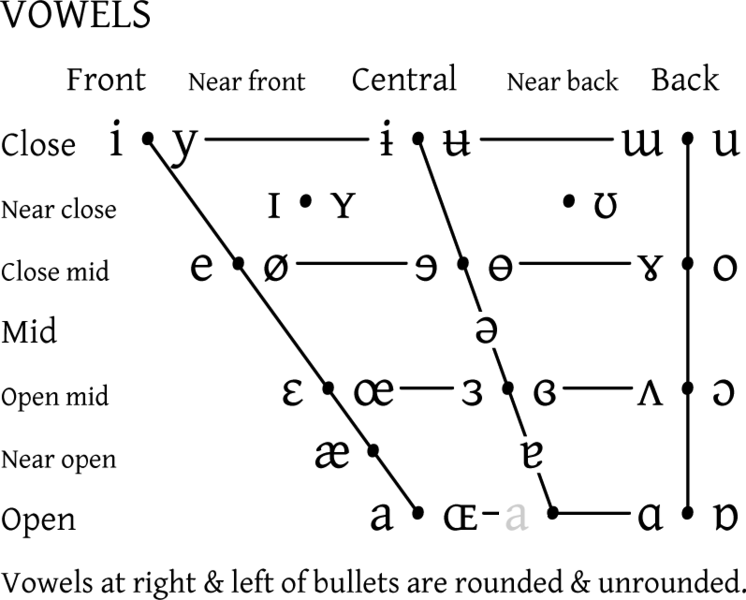 VOWELS
Front Near front Central Near back Back
Close i y ɨ ʉ ɯ u
Near close ɪ ʏ ʊ
Close mid e ø ɘ ɵ ɤ o
Mid ə
Open mid ɛ œ ɜ ɞ ʌ ɔ
Near open æ ɐ
Open a ɶ a ɑ ɒ
Vowels at right & left of bullets are rounded & unrounded.